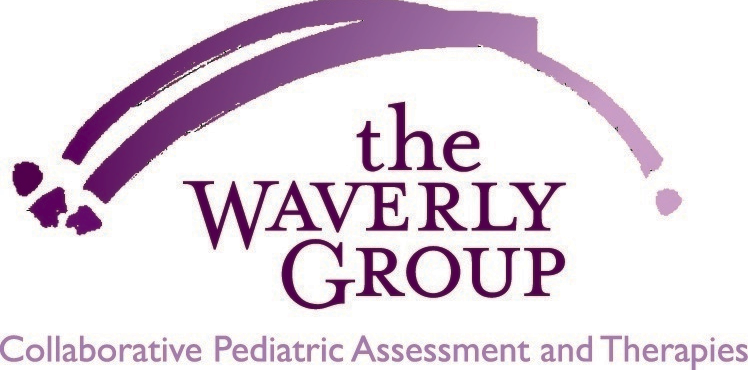 the
WAVERLY
GROUP
Collaborative Pediatric Assessment and Therapies